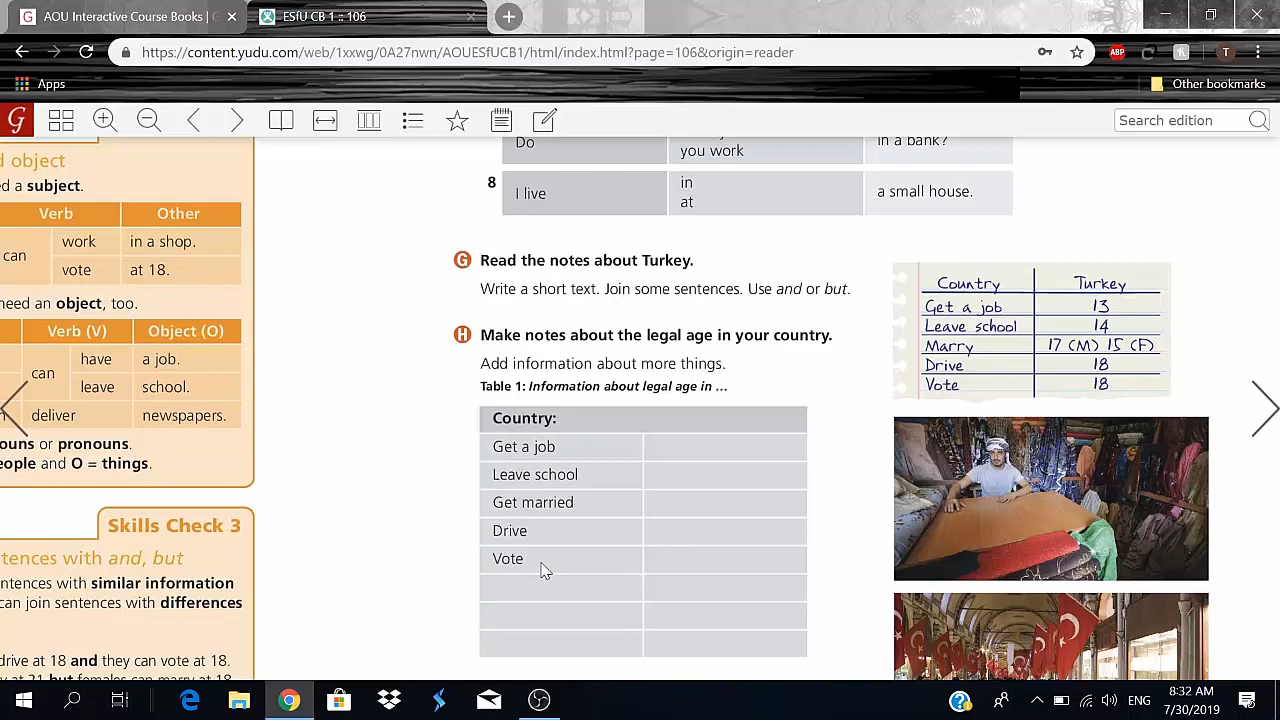 AOU Interactive Course Books |
ESfU CB 1 :: 106
https://content.yudu.com/web/1xxwg/0A27nwn/AOUESfUCB1/html/index.html?page=106&origin=reader
ABP
T
Apps
Other bookmarks
G
Search edition
d object
ed a subject.
Verb Other
can work in a shop.
vote at 18.
need an object, too.
Verb (V) Object (O)
can have a job.
leave school.
deliver newspapers.
ouns or pronouns.
eople and O = things.
Skills Check 3
tences with and, but
ntences with similar information
can join sentences with differences
drive at 18 and they can vote at 18.
Do you work in a bank?
8 I live in a small house.
at
G Read the notes about Turkey.
Write a short text. Join some sentences. Use and or but.
H Make notes about the legal age in your country.
Add information about more things.
Table 1: Information about legal age in ...
Country:
Get a job
Leave school
Get married
Drive
Vote
Country Turkey
Get a job 13
Leave school 14
Marry 17 (M) 15 (F)
Drive 18
Vote 18
ENG
8:32 AM
7/30/2019